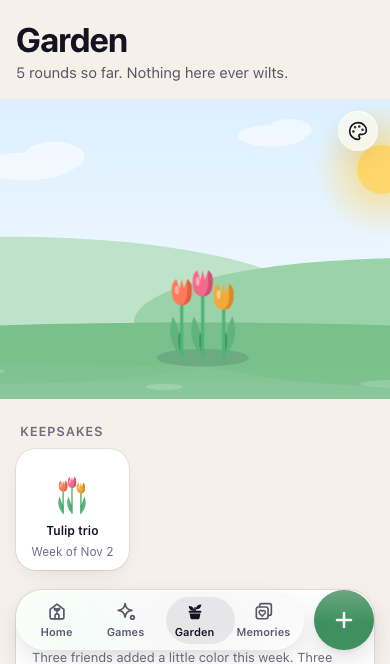 Garden
5 rounds so far. Nothing here ever wilts.
KEEPSAKES
Tulip trio
Week of Nov 2
Home
Games
Garden
Memories
Three friends added a little color this week. Three